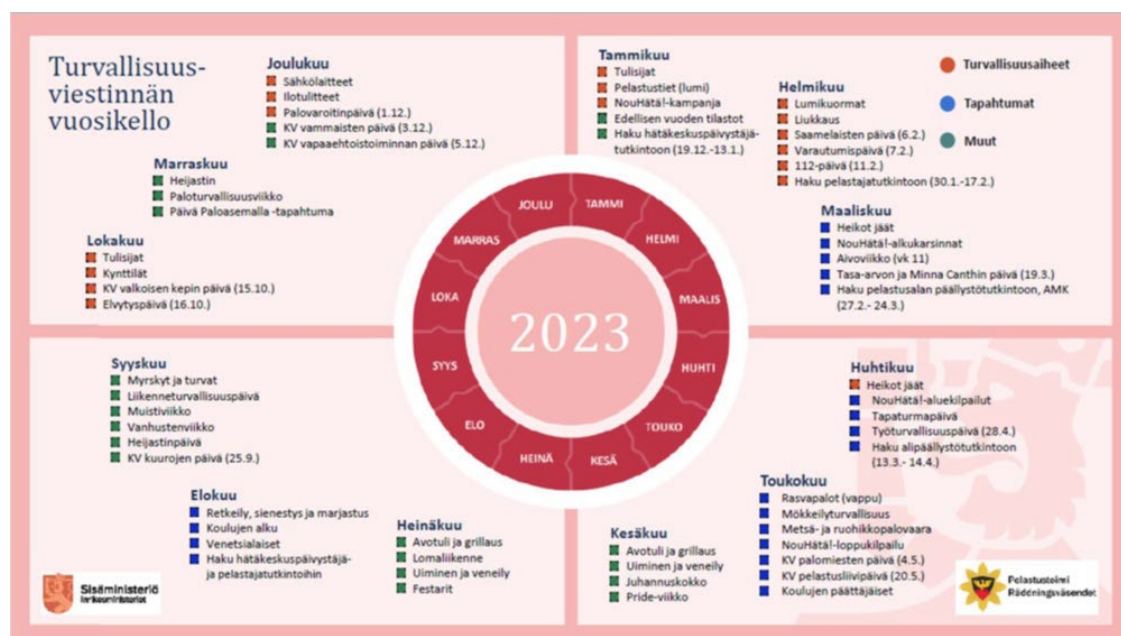 Turvallisuus-
viestinnän
vuosikello
Joulukuu
Sähkölaitteet
Ilotulitteet
Palovaroitinpäivä (1.12.)
KV vammaisten päivä (3.12.)
KV vapaaehtoistoiminnan päivä (5.12.)
Marraskuu
Heijastin
Paloturvallisuusviikko
Päivä Paloasemalla -tapahtuma
Lokakuu
Tulisijat
Kynttilät
KV valkoisen kepin päivä (15.10.)
Elvytyspäivä (16.10.)
Tammikuu
Tulisijat
Pelastustiet (lumi)
NouHätä!-kampanja
Edellisen vuoden tilastot
Haku hätäkeskuspäivystäjä-
tutkintoon (19.12.-13.1.)
Helmikuu
Lumikuormat
Liukkaus
Saamelaisten päivä (6.2.)
Varautumispäivä (7.2.)
112-päivä (11.2.)
Haku pelastajatutkintoon (30.1.-17.2.)
Turvallisuusaiheet
Tapahtumat
Muut
Maaliskuu
Heikot jäät
NouHätä!-alkukarsinnat
Aivoviikko (vk 11)
Tasa-arvon ja Minna Canthin päivä (19.3.)
Haku pelastusalan päällystötutkintoon, AMK
(27.2.- 24.3.)
JOULU
TAMMI
MARRAS
HELMI
LOKA
MAALIS
2023
SYYS
HUHTI
ELO
TOUKO
HEINÄ
KESÄ
Syyskuu
Myrskyt ja turvat
Liikenneturvallisuuspäivä
Muistiviikko
Vanhustenviikko
Heijastinpäivä
KV kuurojen päivä (25.9.)
Elokuu
Retkeily, sienestys ja marjastus
Koulujen alku
Venetsialaiset
Haku hätäkeskuspäivystäjä-
ja pelastajatutkintoihin
Heinäkuu
Avotuli ja grillaus
Lomaliikenne
Uiminen ja veneily
Festarit
Huhtikuu
Heikot jäät
NouHätä!-aluekilpailut
Tapaturmapäivä
Työturvallisuuspäivä (28.4.)
Haku alipäällystötutkintoon
(13.3.- 14.4.)
Toukokuu
Rasvapalot (vappu)
Mökkeilyturvallisuus
Metsä- ja ruohikkopalovaara
NouHätä!-loppukilpailu
KV palomiesten päivä (4.5.)
KV pelastusliivipäivä (20.5.)
Koulujen päättäjäiset
Kesäkuu
Avotuli ja grillaus
Uiminen ja veneily
Juhannuskokko
Pride-viikko
Sisäministeriö
Inrikesministeriet
Pelastustoimi
Räddningsväsendet